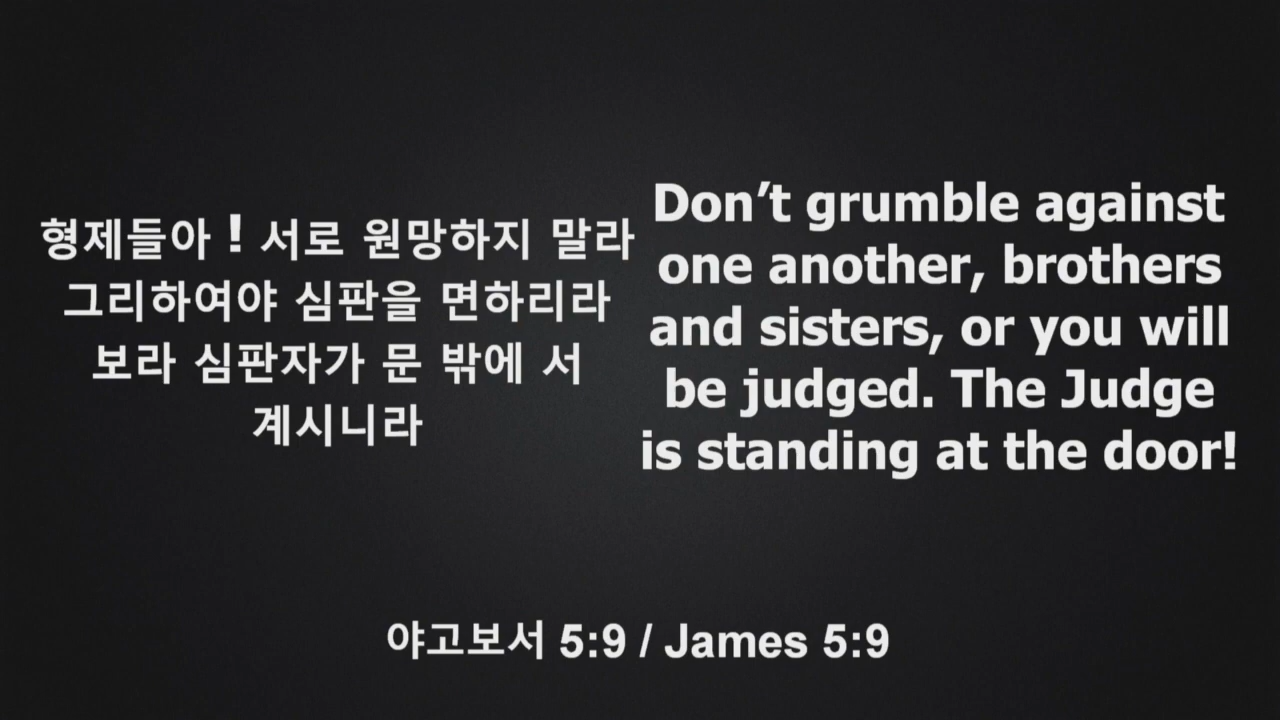 형제들아 ! 서로 원망하지 말라
그리하여야 심판을 면하리라
보라 심판자가 문 밖에 서
계시니라
Don’t grumble against
one another, brothers
and sisters, or you will
be judged. The Judge
is standing at the door!
야고보서 5:9 / James 5:9